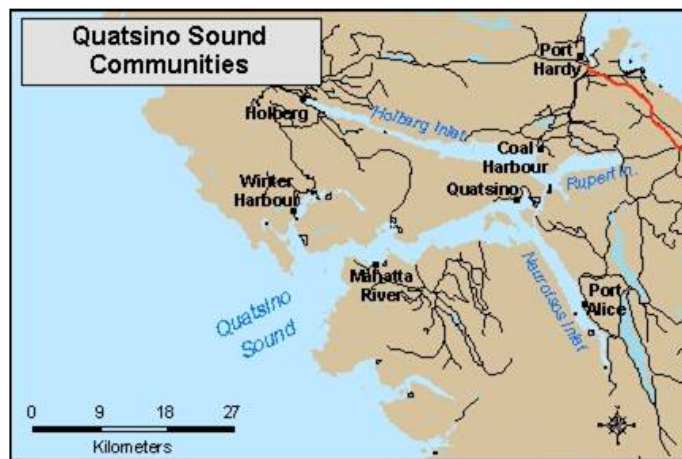 Quatsino Sound
Communities
Port
Hardy
Holberg
Holberg Inlet
Coal
Harbour
Rupert In.
Winter
Harbour
Quatsino
Mahatta
River
Neurotsos Inlet
Port
Alice
Quatsino
Sound
0 9 18 27
Kilometers